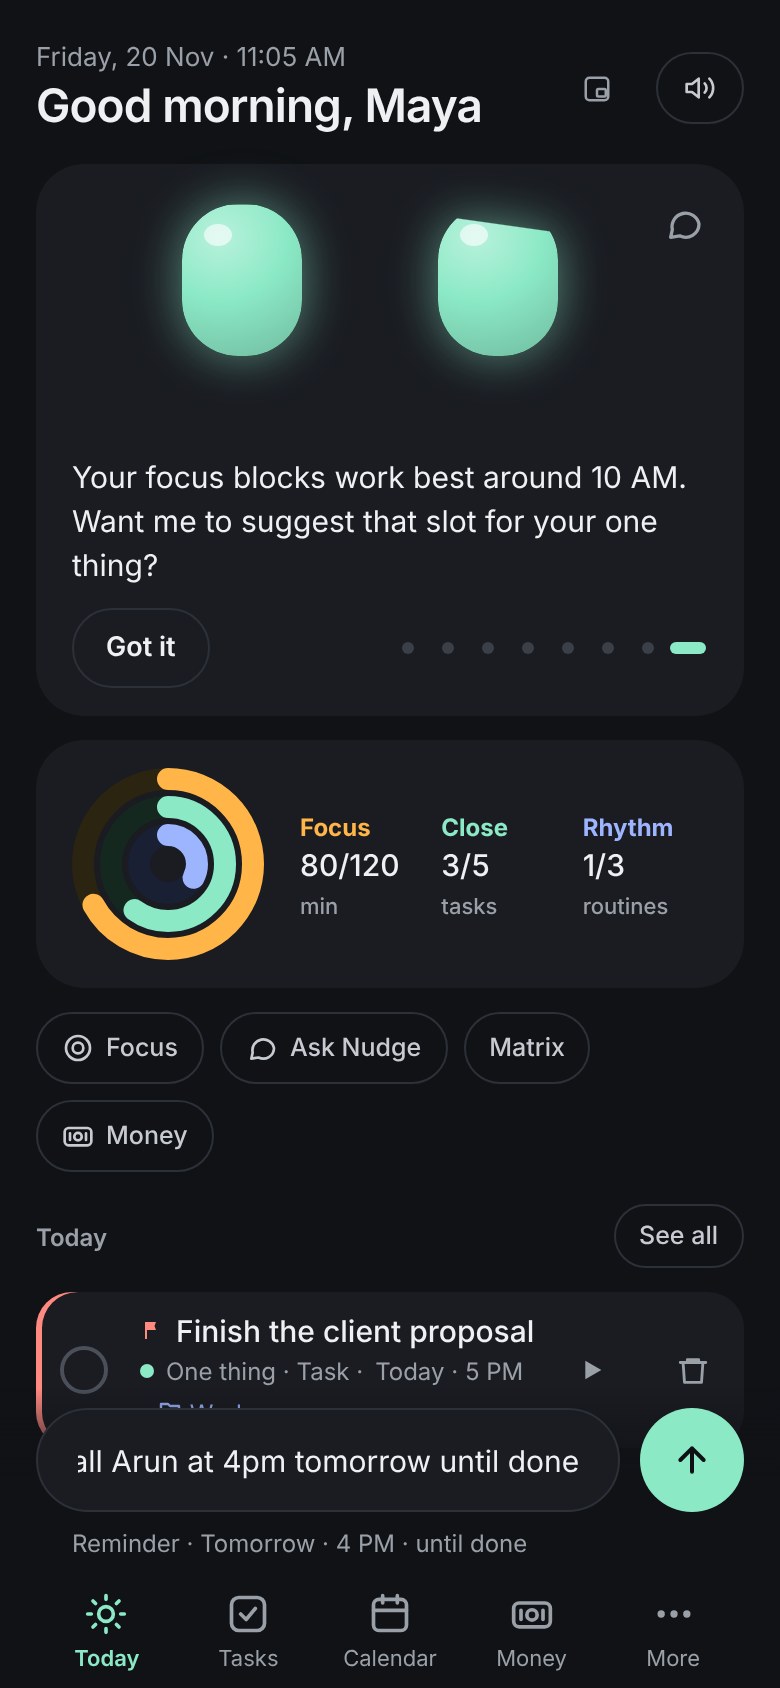 Friday, 20 Nov · 11:05 AM
Good morning, Maya
Your focus blocks work best around 10 AM.
Want me to suggest that slot for your one
thing?
Got it
Focus Close Rhythm
80/120 3/5 1/3
min tasks routines
Focus Ask Nudge Matrix
Money
Today See all
Finish the client proposal
One thing · Task · Today · 5 PM
all Arun at 4pm tomorrow until done
Reminder · Tomorrow · 4 PM · until done
Today Tasks Calendar Money More